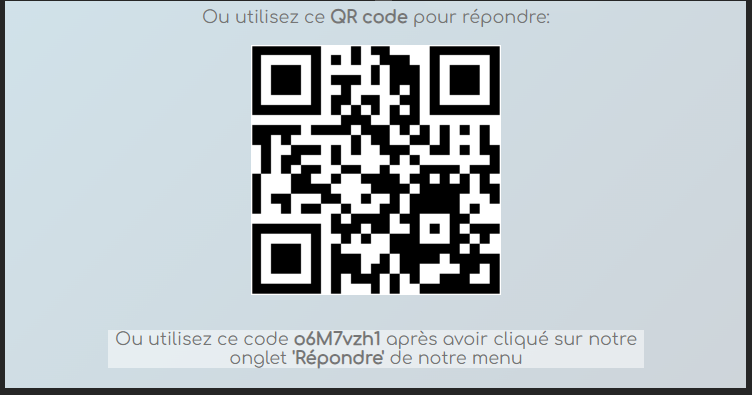 Ou utilisez ce QR code pour répondre:
Ou utilisez ce code o6M7vzh1 après avoir cliqué sur notre
onglet 'Répondre' de notre menu